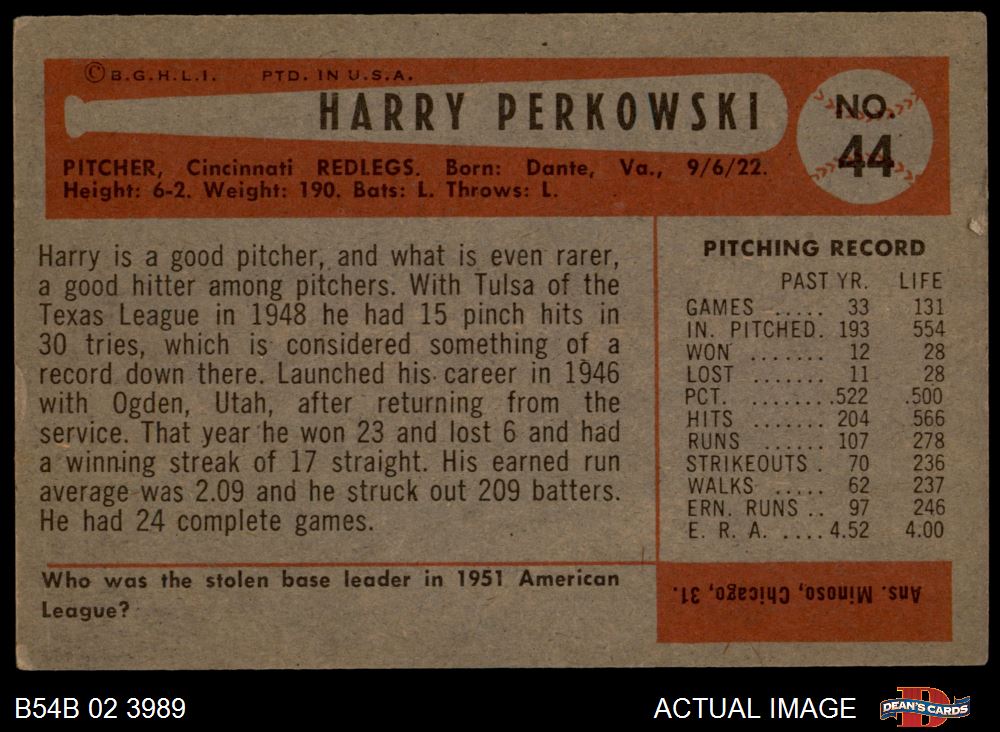 © B.G.H.L.I. PTD. IN U.S.A.
HARRY PERKOWSKI
NO.
44
PITCHER, Cincinnati REDLEGS. Born: Dante, Va., 9/6/22.
Height: 6-2. Weight: 190. Bats: L. Throws: L.
Harry is a good pitcher, and what is even rarer,
a good hitter among pitchers. With Tulsa of the
Texas League in 1948 he had 15 pinch hits in
30 tries, which is considered something of a
record down there. Launched his career in 1946
with Ogden, Utah, after returning from the
service. That year he won 23 and lost 6 and had
a winning streak of 17 straight. His earned run
average was 2.09 and he struck out 209 batters.
He had 24 complete games.
PITCHING RECORD
PAST YR. LIFE
GAMES ..... 33 131
IN. PITCHED. 193 554
WON ....... 12 28
LOST ....... 11 28
PCT. ........522 .500
HITS ....... 204 566
RUNS ...... 107 278
STRIKEOUTS . 70 236
WALKS ..... 62 237
ERN. RUNS .. 97 246
E. R. A. ....4.52 4.00
Who was the stolen base leader in 1951 American
League?
Ans. Minoso, Chicago, 31.
B54B 02 3989
ACTUAL IMAGE
DEAN'S CARDS